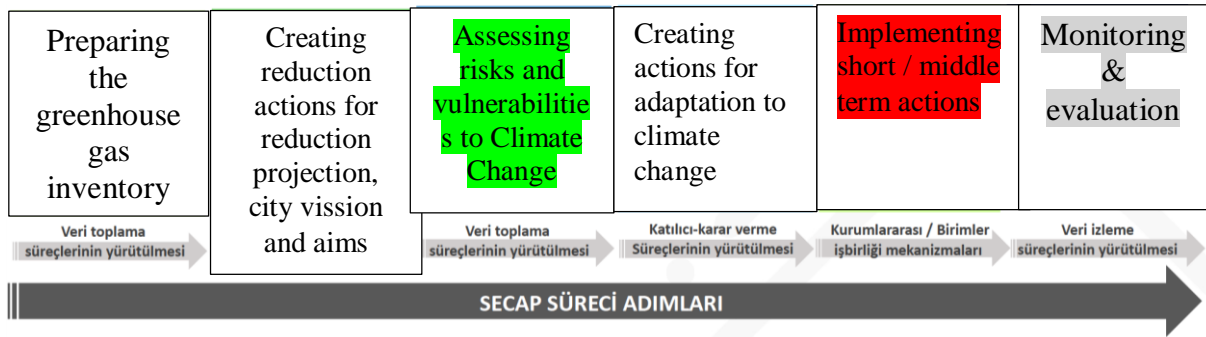 Preparing
the
greenhouse
gas
inventory
Creating
reduction
actions for
reduction
projection,
city vission
and aims
Assessing
risks and
vulnerabilitie
s to Climate
Change
Creating
actions for
adaptation to
climate
change
Implementing
short / middle
term actions
Monitoring
&
evaluation
Veri toplama
süreçlerinin yürütülmesi
Veri toplama
süreçlerinin yürütülmesi
Katılıcı-karar verme
Süreçlerinin yürütülmesi
Kurumlararası / Birimler
işbirliği mekanizmaları
Veri izleme
süreçlerinin yürütülmesi
SECAP SÜRECİ ADIMLARI